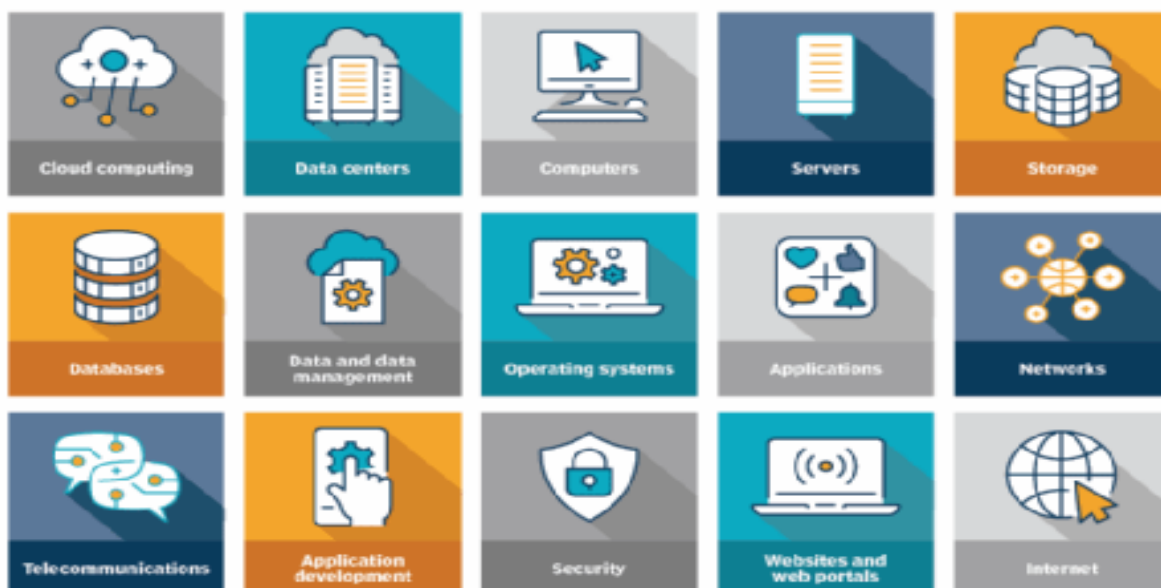 Cloud computing
Data centers
Computers
Servers
Storage
Databases
Data and data
management
Operating systems
Applications
Networks
Telecommunications
Application
development
Security
Websites and
web portals
Internet